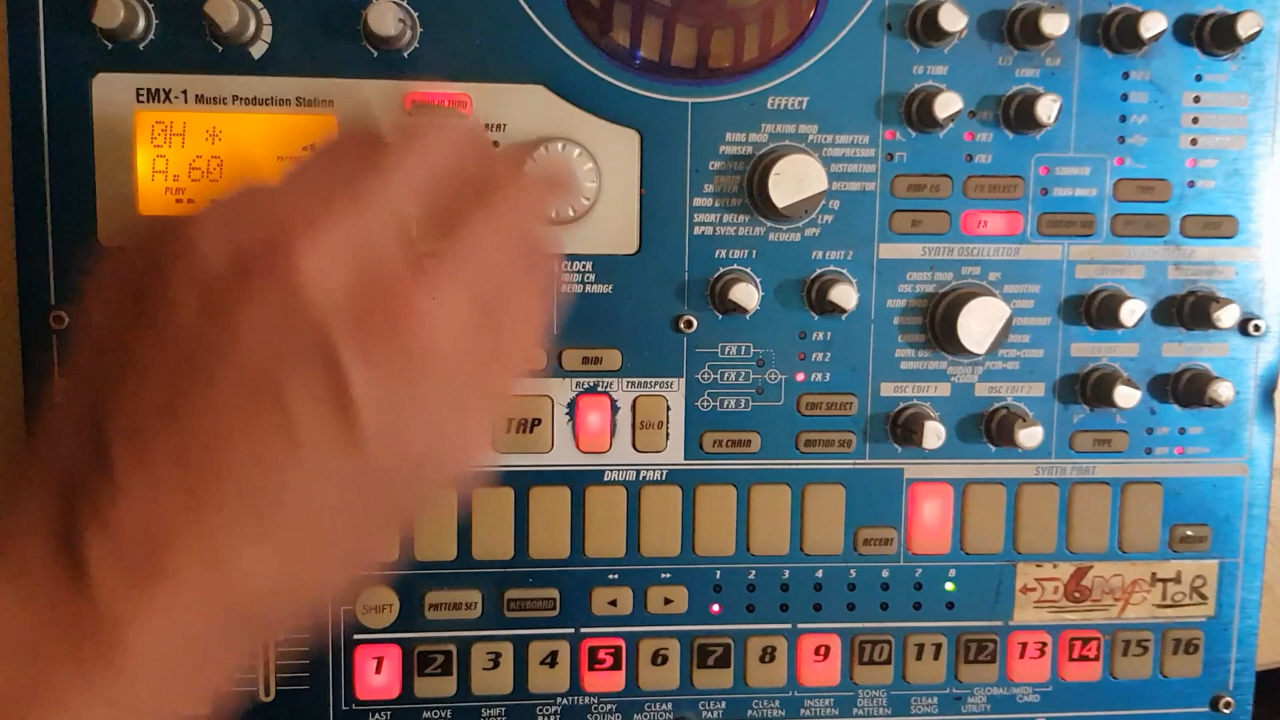 EMX-1 Music Production Station
0H *
A.60
PLAY
CLOCK
MIDI CH
BEND RANGE
MIDI
TAP
TRANSPOSE
SOLO
EFFECT
TALKING MOD
RING MOD
PITCH SHIFTER
PHASER
COMPRESSOR
DISTORTION
DECIMATOR
SHIFTER
MOD DELAY
EQ
SHORT DELAY
LPF
BPM SYNC DELAY
HPF
REVERB
FX EDIT 1
FX EDIT 2
FX 1
FX 2
FX 3
FX 1
FX 2
FX 3
EDIT SELECT
FX CHAIN
MOTION SEQ
EG TIME
LEVEL
FX2
FX3
AMP EG
FX SELECT
FX
SYNTH OSCILLATOR
VPM
CROSS MOD
OSC SYNC
ADDITIVE
RING MOD
COMB
FORMANT
NOISE
DUAL OSC
PCM+COMB
WAVEFORM
PCM+WS
AUDIO IN
+COMB
OSC EDIT 1
OSC EDIT 2
TYPE
DRUM PART
SYNTH PART
ACCENT
SHIFT
PATTERN SET
KEYBOARD
1 2 3 4 5 6 7 8
1 2 3 4 5 6 7 8 9 10 11 12 13 14 15 16
LAST
MOVE
SHIFT
NOTE
PATTERN
COPY
PART
COPY
SOUND
CLEAR
MOTION
CLEAR
PART
CLEAR
PATTERN
INSERT
PATTERN
SONG
DELETE
PATTERN
CLEAR
SONG
GLOBAL/MIDI
MIDI
UTILITY
CARD